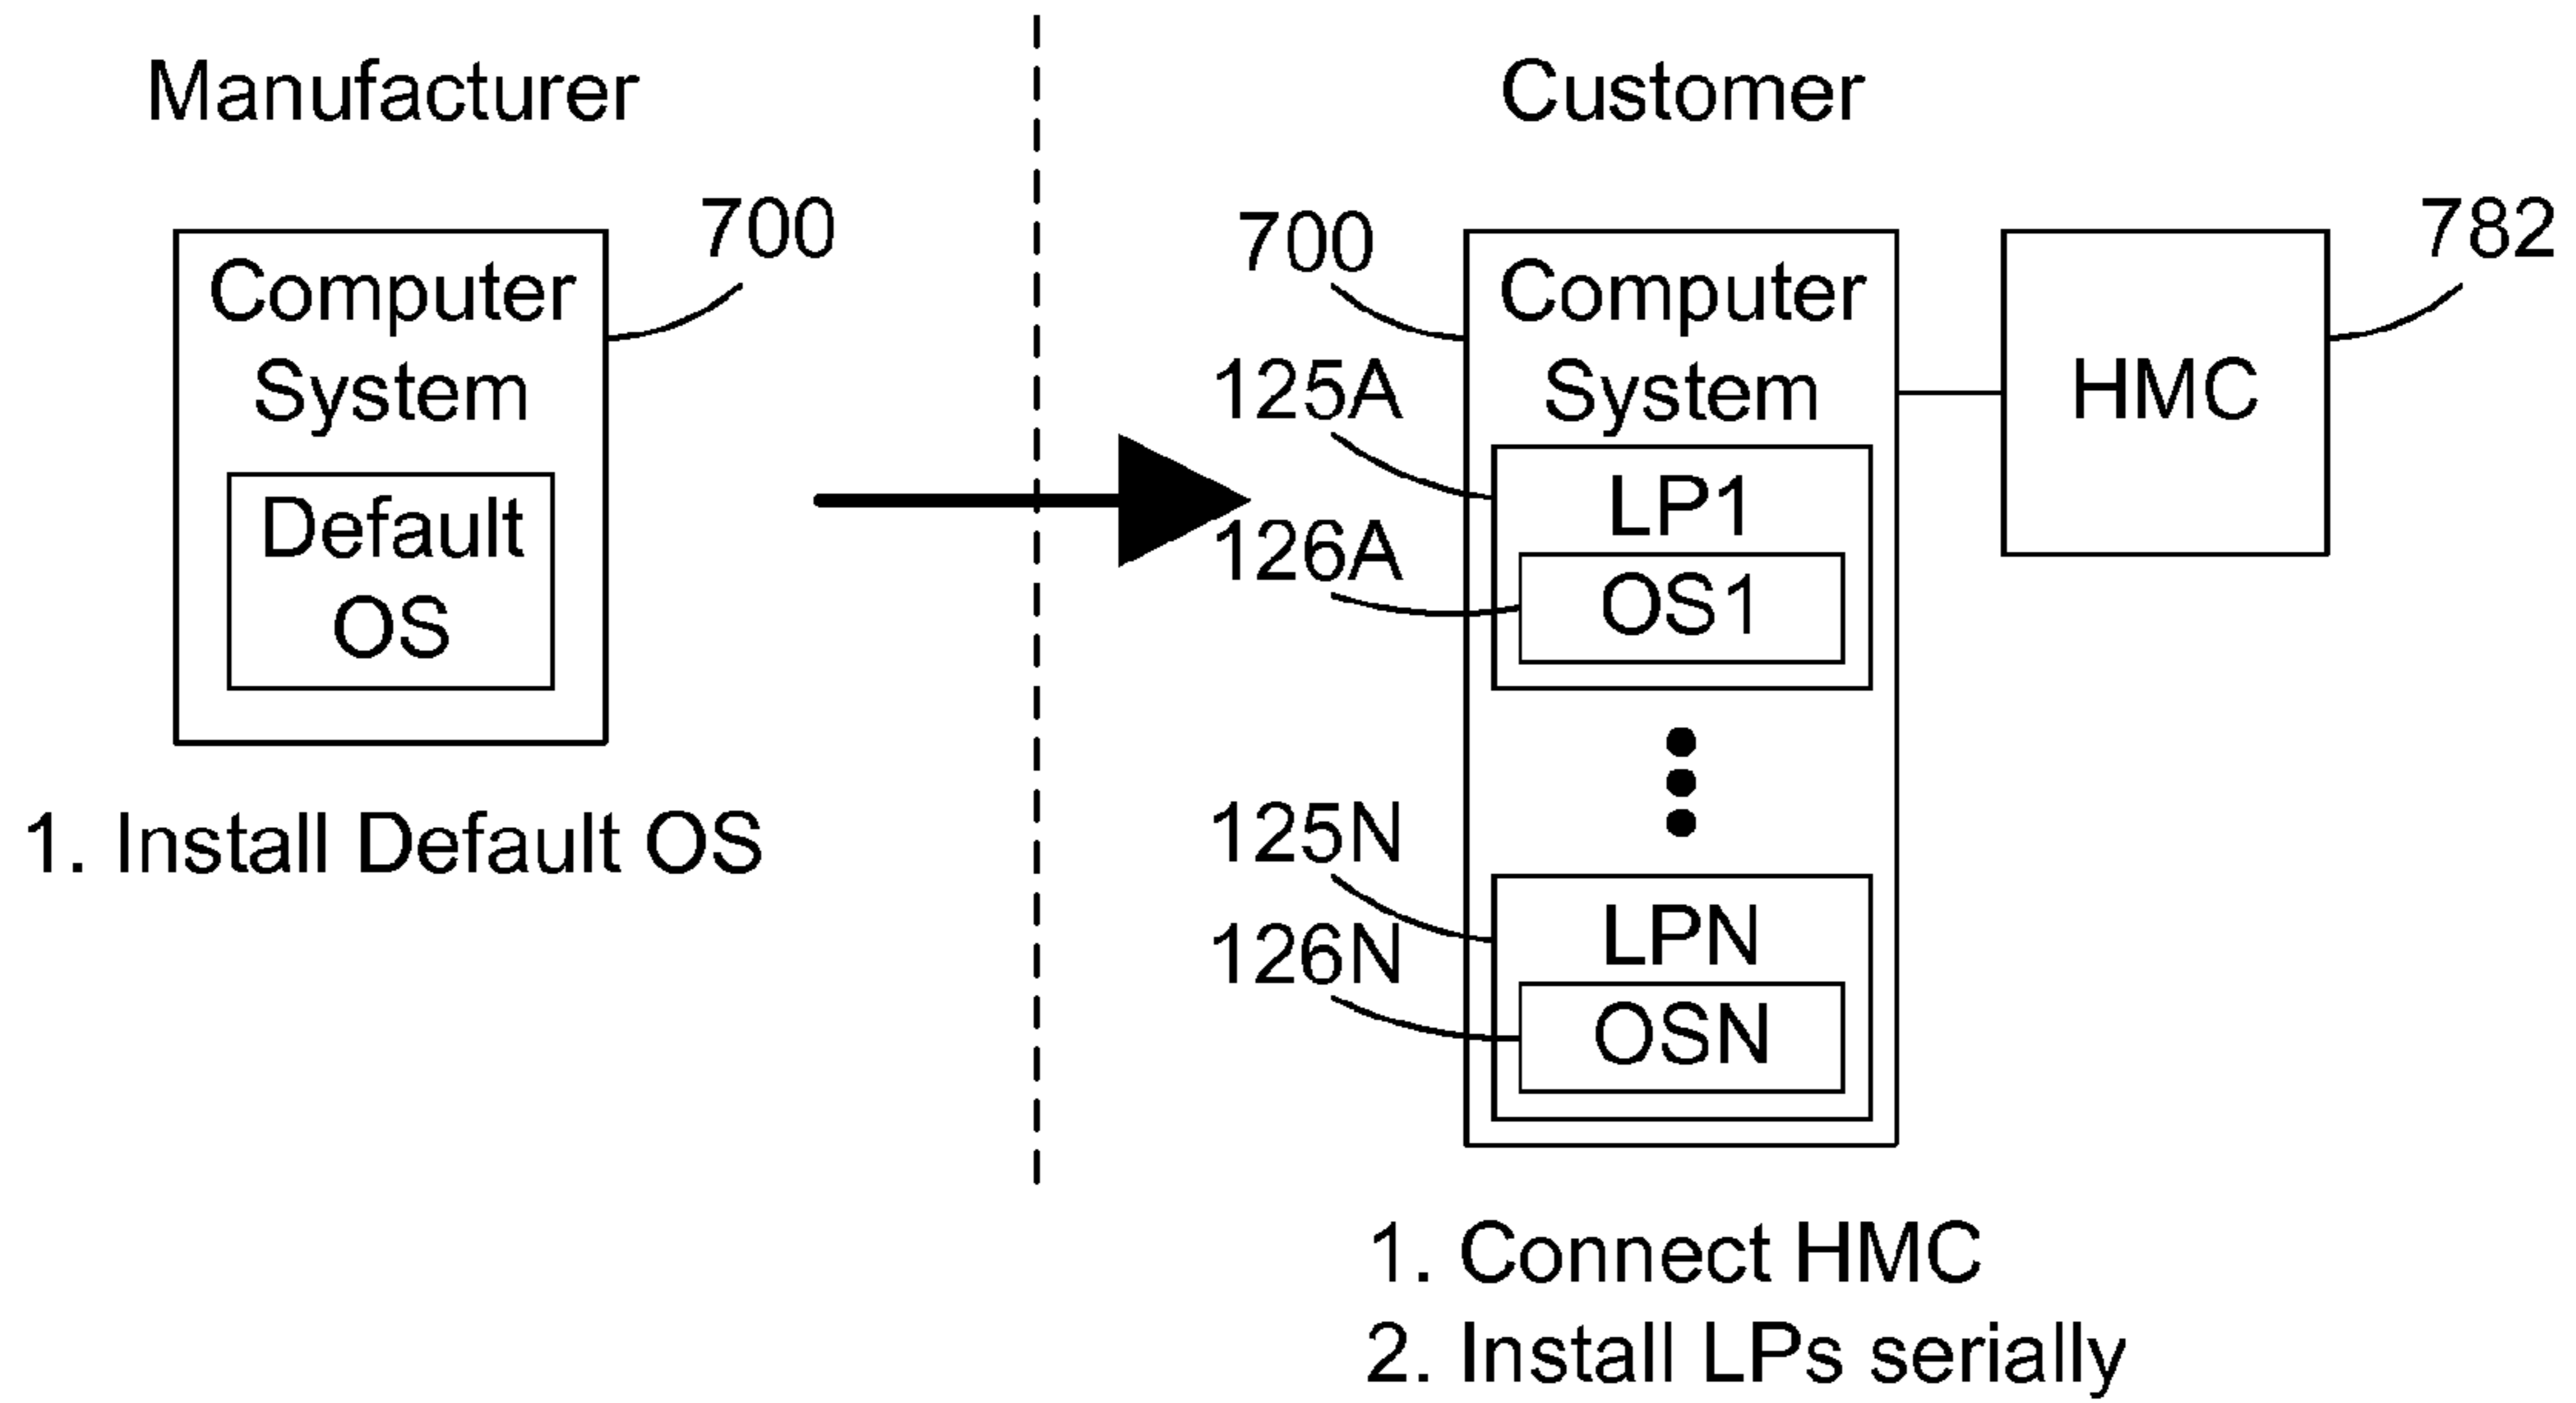 Manufacturer
700
Computer
System
Default
OS
1. Install Default OS
Customer
700
Computer
System
125A
LP1
126A
OS1
125N
LPN
126N
OSN
782
HMC
1. Connect HMC
2. Install LPs serially